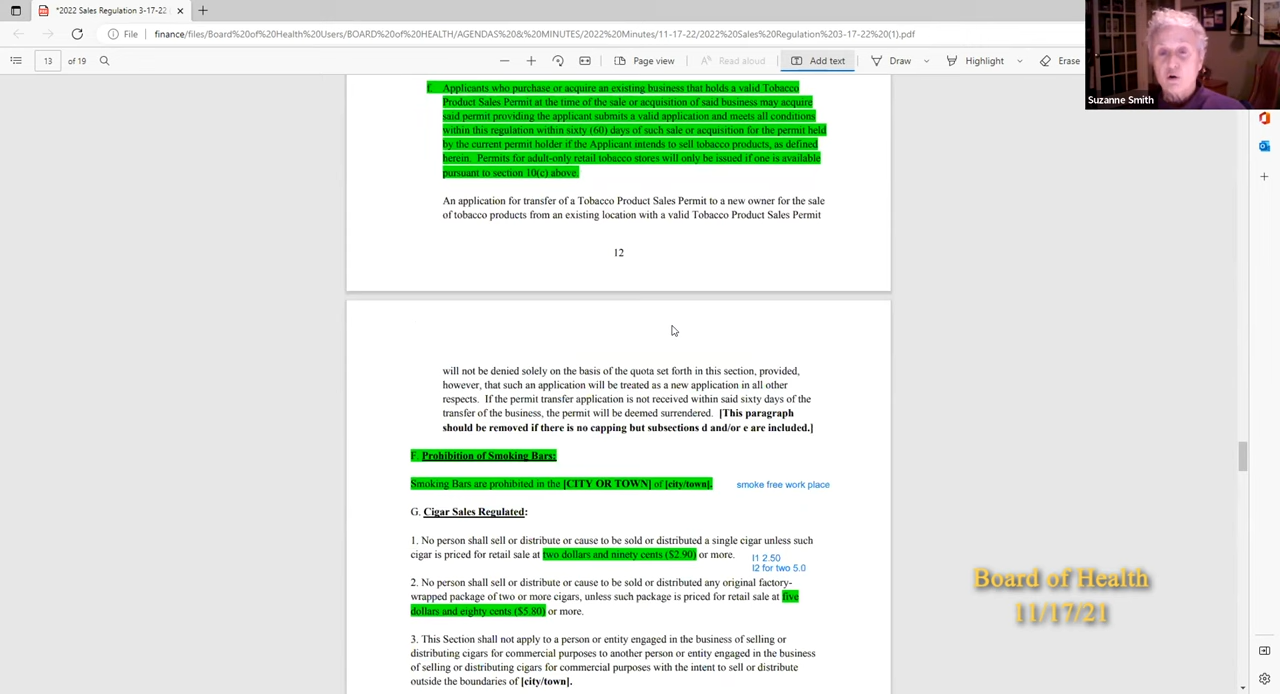 *2022 Sales Regulation 3-17-22
File
finance/files/Board%20of%20Health%20Users/BOARD%20of%20HEALTH/AGENDAS%20&%20MINUTES/2022%20Minutes/11-17-22/2022%20Sales%20Regulation%203-17-22%20(1).pdf
13 of 19
Page view
Read aloud
Add text
Draw
Highlight
Erase
Suzanne Smith
f. Applicants who purchase or acquire an existing business that holds a valid Tobacco
Product Sales Permit at the time of the sale or acquisition of said business may acquire
said permit providing the applicant submits a valid application and meets all conditions
within this regulation within sixty (60) days of such sale or acquisition for the permit held
by the current permit holder if the Applicant intends to sell tobacco products, as defined
herein. Permits for adult-only retail tobacco stores will only be issued if one is available
pursuant to section 10(c) above.
An application for transfer of a Tobacco Product Sales Permit to a new owner for the sale
of tobacco products from an existing location with a valid Tobacco Product Sales Permit
12
will not be denied solely on the basis of the quota set forth in this section, provided,
however, that such an application will be treated as a new application in all other
respects. If the permit transfer application is not received within said sixty days of the
transfer of the business, the permit will be deemed surrendered. [This paragraph
should be removed if there is no capping but subsections d and/or e are included.]
F. Prohibition of Smoking Bars:
Smoking Bars are prohibited in the [CITY OR TOWN] of [city/town].
smoke free work place
G. Cigar Sales Regulated:
1. No person shall sell or distribute or cause to be sold or distributed a single cigar unless such
cigar is priced for retail sale at two dollars and ninety cents ($2.90) or more.
I1 2.50
I2 for two 5.0
2. No person shall sell or distribute or cause to be sold or distributed any original factory-
wrapped package of two or more cigars, unless such package is priced for retail sale at five
dollars and eighty cents ($5.80) or more.
3. This Section shall not apply to a person or entity engaged in the business of selling or
distributing cigars for commercial purposes to another person or entity engaged in the business
of selling or distributing cigars for commercial purposes with the intent to sell or distribute
outside the boundaries of [city/town].
Board of Health
11/17/21